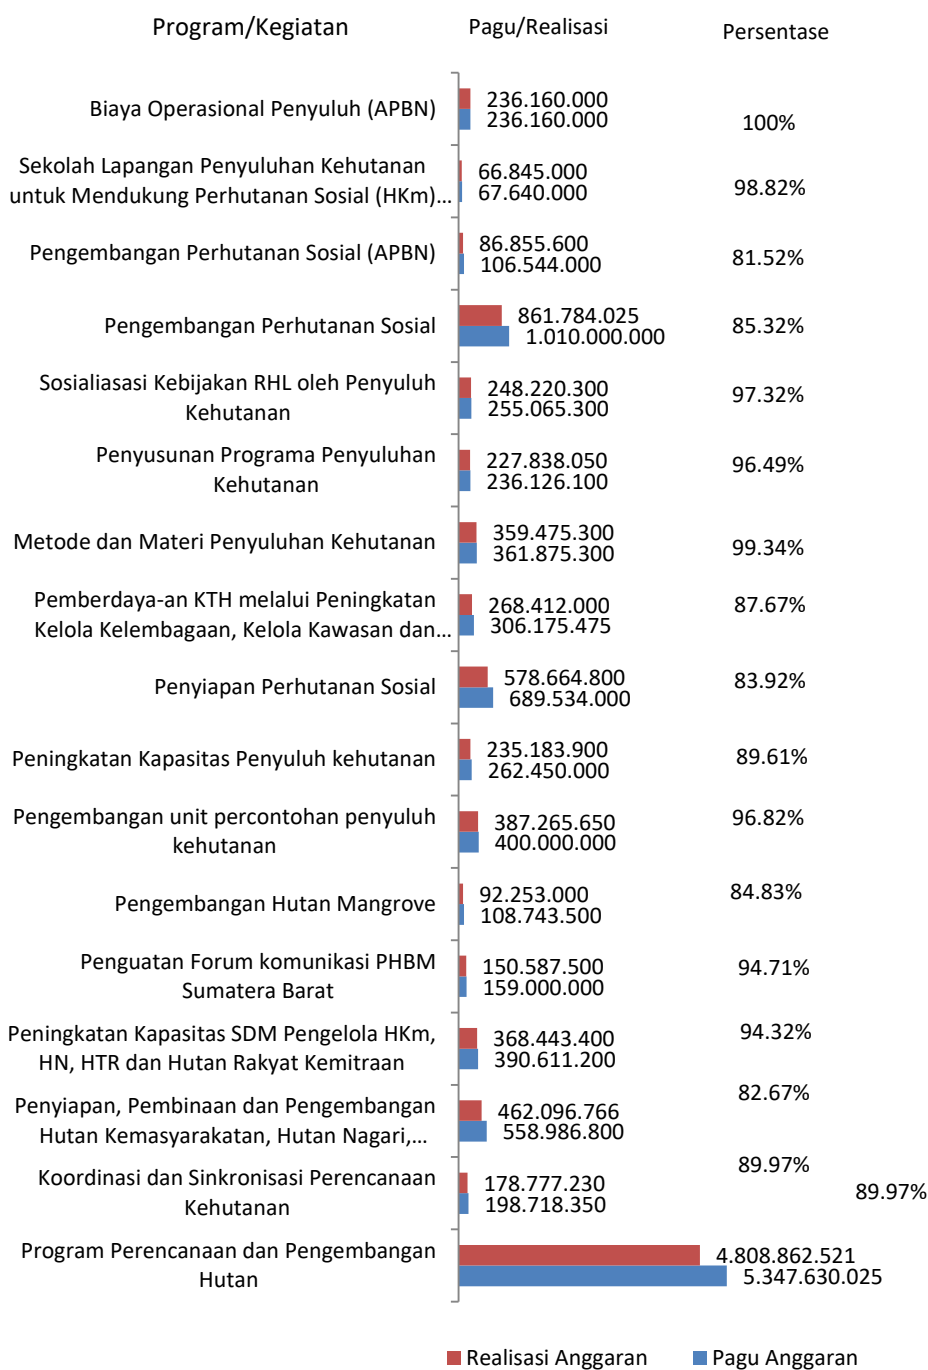 Program/Kegiatan Pagu/Realisasi Persentase
Biaya Operasional Penyuluh (APBN)
236.160.000
236.160.000
100%
Sekolah Lapangan Penyuluhan Kehutanan
untuk Mendukung Perhutanan Sosial (HKm)...
66.845.000
67.640.000
98.82%
Pengembangan Perhutanan Sosial (APBN)
86.855.600
106.544.000
81.52%
Pengembangan Perhutanan Sosial
861.784.025
1.010.000.000
85.32%
Sosialiasasi Kebijakan RHL oleh Penyuluh
Kehutanan
248.220.300
255.065.300
97.32%
Penyusunan Programa Penyuluhan
Kehutanan
227.838.050
236.126.100
96.49%
Metode dan Materi Penyuluhan Kehutanan
359.475.300
361.875.300
99.34%
Pemberdaya-an KTH melalui Peningkatan
Kelola Kelembagaan, Kelola Kawasan dan...
268.412.000
306.175.475
87.67%
Penyiapan Perhutanan Sosial
578.664.800
689.534.000
83.92%
Peningkatan Kapasitas Penyuluh kehutanan
235.183.900
262.450.000
89.61%
Pengembangan unit percontohan penyuluh
kehutanan
387.265.650
400.000.000
96.82%
Pengembangan Hutan Mangrove
92.253.000
108.743.500
84.83%
Penguatan Forum komunikasi PHBM
Sumatera Barat
150.587.500
159.000.000
94.71%
Peningkatan Kapasitas SDM Pengelola HKm,
HN, HTR dan Hutan Rakyat Kemitraan
368.443.400
390.611.200
94.32%
Penyiapan, Pembinaan dan Pengembangan
Hutan Kemasyarakatan, Hutan Nagari,...
462.096.766
558.986.800
82.67%
Koordinasi dan Sinkronisasi Perencanaan
Kehutanan
178.777.230
198.718.350
89.97%
89.97%
Program Perencanaan dan Pengembangan
Hutan
4.808.862.521
5.347.630.025
Realisasi Anggaran Pagu Anggaran